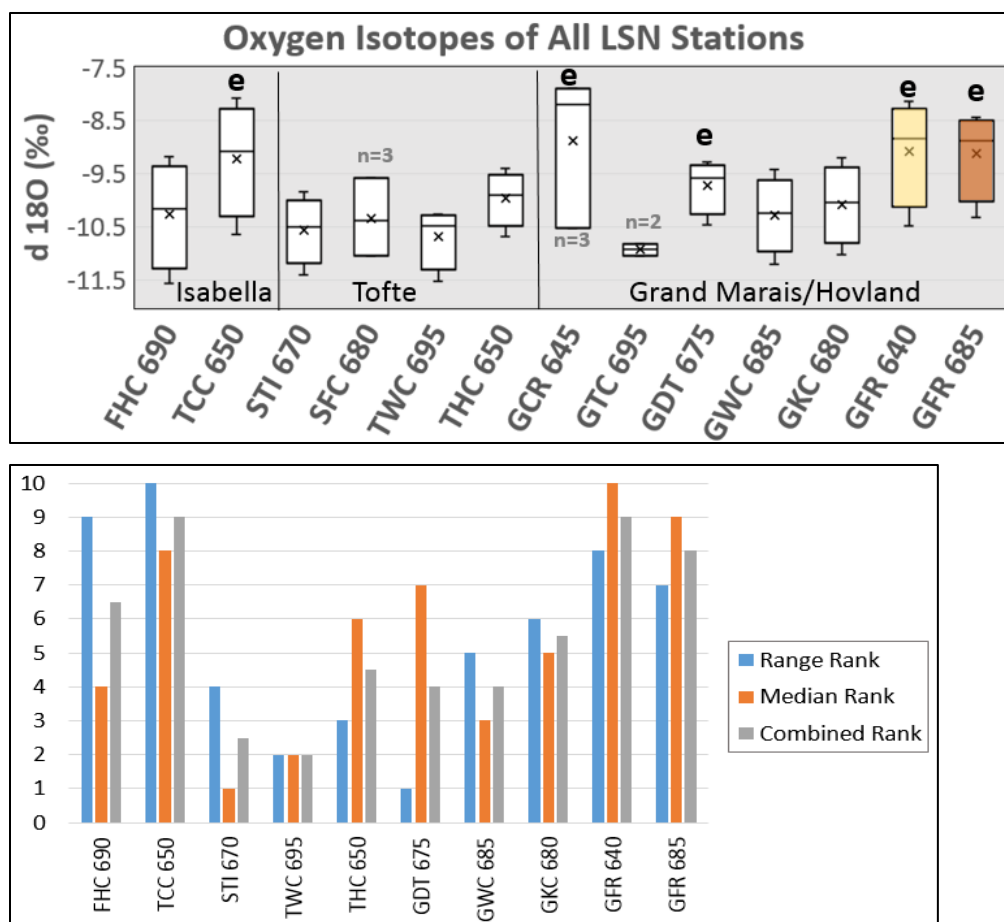 Oxygen Isotopes of All LSN Stations
d 18O (‰)
-7.5
-8.5
-9.5
-10.5
-11.5
e
n=3
e
n=3
n=2
e
e
e
Isabella
Tofte
Grand Marais/Hovland
FHC 690
TCC 650
STI 670
SFC 680
TWC 695
THC 650
GCR 645
GTC 695
GDT 675
GWC 685
GKC 680
GFR 640
GFR 685
10
9
8
7
6
5
4
3
2
1
0
FHC 690
TCC 650
STI 670
TWC 695
THC 650
GDT 675
GWC 685
GKC 680
GFR 640
GFR 685
Range Rank
Median Rank
Combined Rank